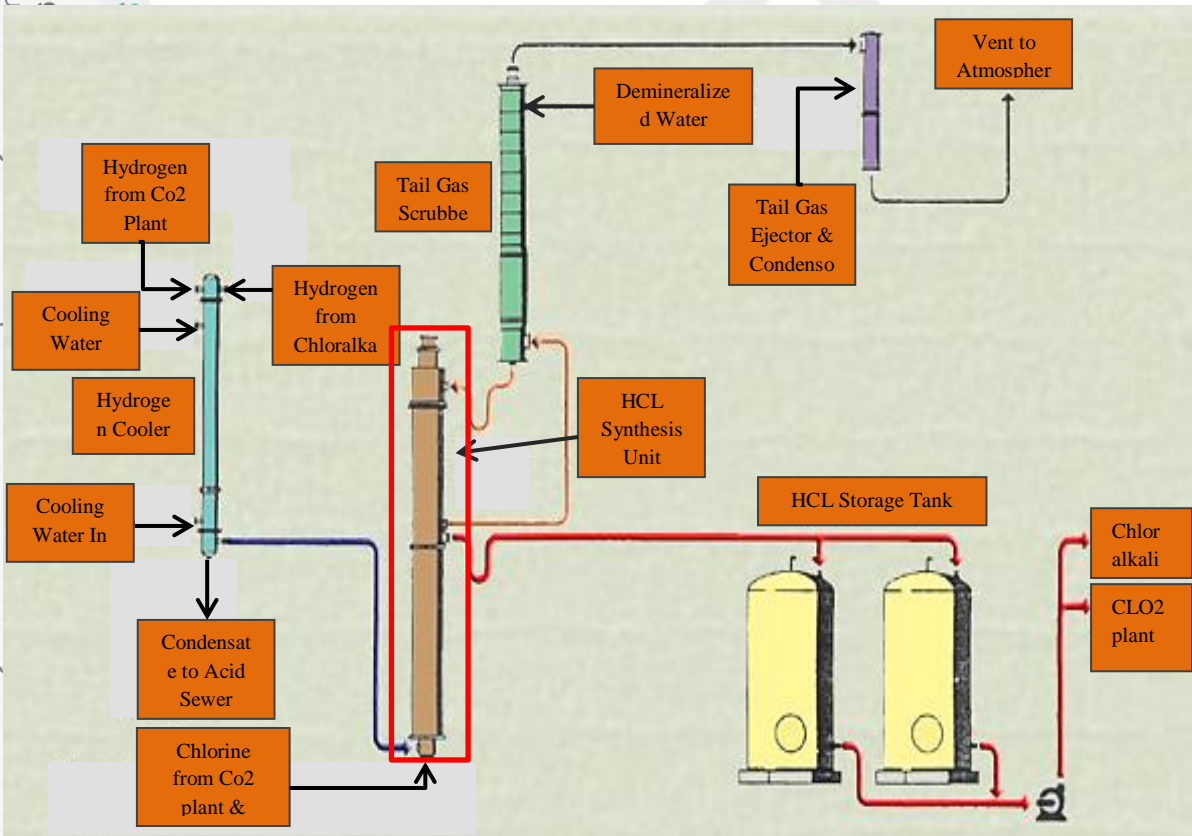 Vent to
Atmospher
Demineralize
d Water
Hydrogen
from Co2
Plant
Tail Gas
Scrubbe
Tail Gas
Ejector &
Condenso
Hydrogen
from
Chloralka
Cooling
Water
Hydroge
n Cooler
HCL
Synthesis
Unit
Cooling
Water In
HCL Storage Tank
Chlor
alkali
CLO2
plant
Condensat
e to Acid
Sewer
Chlorine
from Co2
plant &